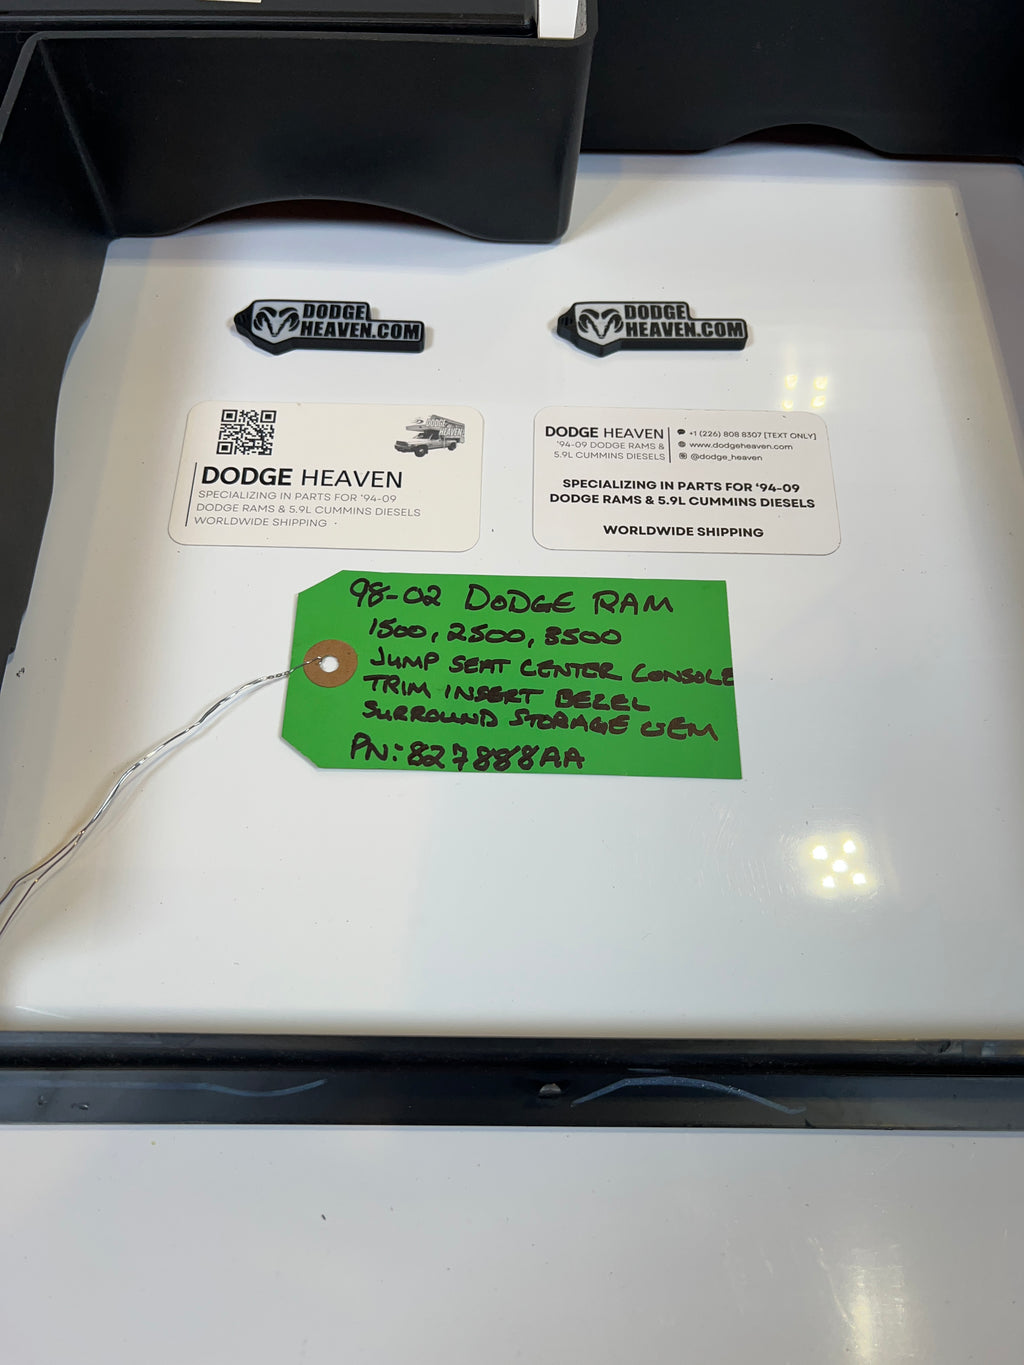 DODGE
HEAVEN.COM
DODGE
HEAVEN.COM
DODGE
HEAVEN
DODGE HEAVEN
SPECIALIZING IN PARTS FOR '94-09
DODGE RAMS & 5.9L CUMMINS DIESELS
WORLDWIDE SHIPPING
DODGE HEAVEN
'94-09 DODGE RAMS &
5.9L CUMMINS DIESELS
+1 (226) 808 8307 [TEXT ONLY]
www.dodgeheaven.com
@dodge_heaven
SPECIALIZING IN PARTS FOR '94-09
DODGE RAMS & 5.9L CUMMINS DIESELS
WORLDWIDE SHIPPING
98-02 DODGE RAM
1500, 2500, 3500
JUMP SEAT CENTER CONSOLE
TRIM INSERT BEZEL
SURROUND STORAGE OEM
PN: 827888AA